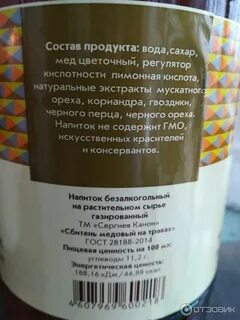 Состав продукта: вода, сахар,
мед цветочный, регулятор
кислотности лимонная кислота,
натуральные экстракты мускатного
ореха, кориандра, гвоздики,
черного перца, черного ореха.
Напиток не содержит ГМО,
искусственных красителей
и консервантов.
Напиток безалкогольный
на растительном сырье
газированный
ТМ «Сергиев Канон»
«Сбитень медовый на травах»
ГОСТ 28188-2014
Пищевая ценность на 100 мл:
углеводы 11,2 г.
Энергетическая ценность:
188,16 кДж/44,80 ккал
4607969600218
ОТЗОВИК